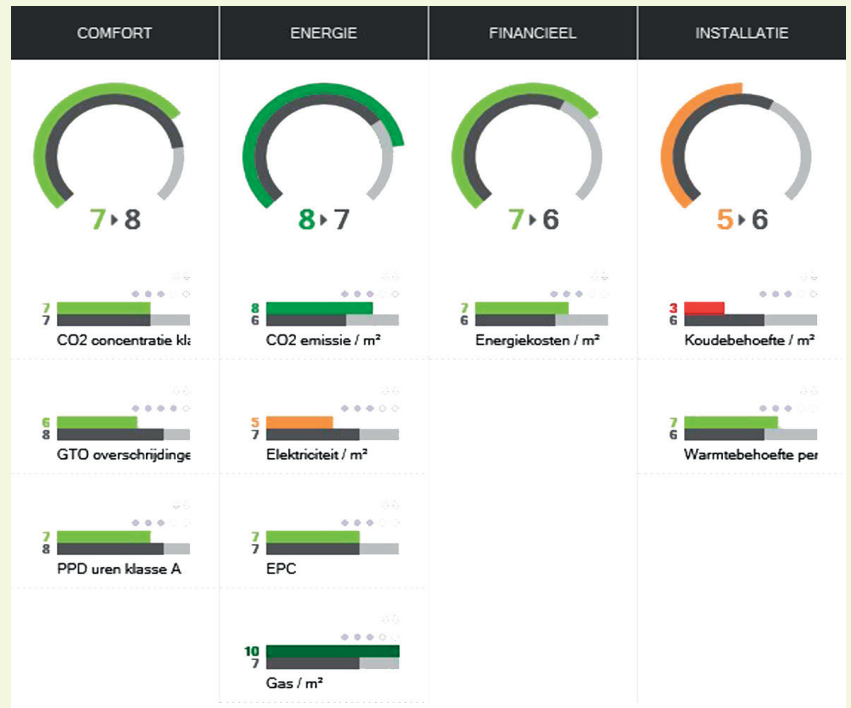 COMFORT ENERGIE FINANCIEEL INSTALLATIE
7 ▸ 8 8 ▸ 7 7 ▸ 6 5 ▸ 6
7 8 7 3
7 6 6 6
CO2 concentratie kla CO2 emissie / m² Energiekosten / m² Koudebehoefte / m²
6 5 7
8 7 6
GTO overschrijdinge Elektriciteit / m² Warmtebehoefte per
7 7
8 7
PPD uren klasse A EPC
10
7
Gas / m²